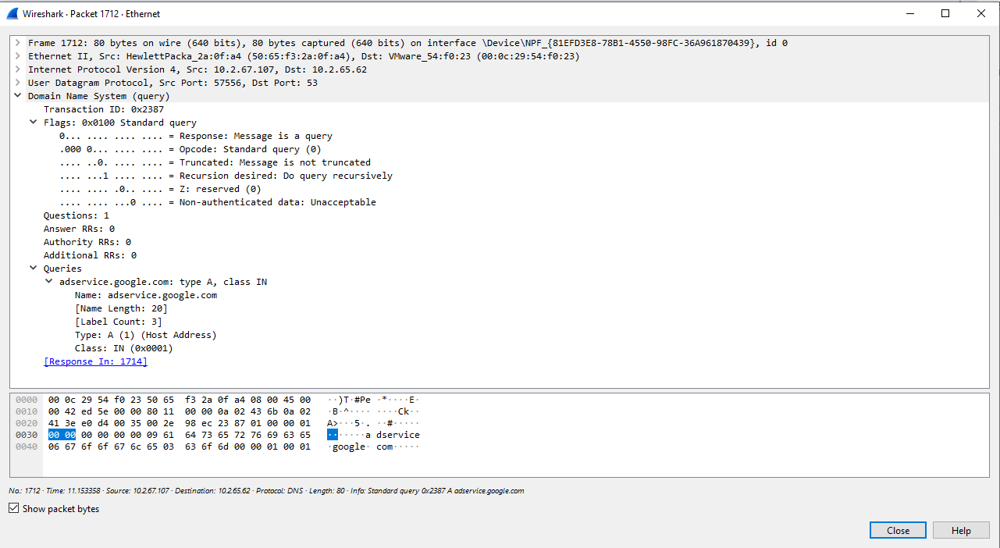 Wireshark · Packet 1712 · Ethernet
Frame 1712: 80 bytes on wire (640 bits), 80 bytes captured (640 bits) on interface \Device\NPF_{81EFD3E8-78B1-4550-98FC-36A961870439}, id 0
Ethernet II, Src: HewlettPacka_2a:0f:a4 (50:65:f3:2a:0f:a4), Dst: VMware_54:f0:23 (00:0c:29:54:f0:23)
Internet Protocol Version 4, Src: 10.2.67.107, Dst: 10.2.65.62
User Datagram Protocol, Src Port: 57556, Dst Port: 53
Domain Name System (query)
Transaction ID: 0x2387
Flags: 0x0100 Standard query
0... .... .... .... = Response: Message is a query
.000 0... .... .... = Opcode: Standard query (0)
.... ..0. .... .... = Truncated: Message is not truncated
.... ...1 .... .... = Recursion desired: Do query recursively
.... .... .0.. .... = Z: reserved (0)
.... .... ...0 .... = Non-authenticated data: Unacceptable
Questions: 1
Answer RRs: 0
Authority RRs: 0
Additional RRs: 0
Queries
adservice.google.com: type A, class IN
Name: adservice.google.com
[Name Length: 20]
[Label Count: 3]
Type: A (1) (Host Address)
Class: IN (0x0001)
[Response In: 1714]
0000 00 0c 29 54 f0 23 50 65 f3 2a 0f a4 08 00 45 00 ··)T·#Pe ·*····E·
0010 00 42 ed 5e 00 00 80 11 00 00 0a 02 43 6b 0a 02 ·B·^···· ····Ck··
0020 41 3e e0 d4 00 35 00 2e 98 ec 23 87 01 00 00 01 A>···5·. ··#·····
0030 00 00 00 00 00 00 09 61 64 73 65 72 76 69 63 65 ·······a dservice
0040 06 67 6f 6f 67 6c 65 03 63 6f 6d 00 00 01 00 01 ·google· com·····
No.: 1712 · Time: 11.153358 · Source: 10.2.67.107 · Destination: 10.2.65.62 · Protocol: DNS · Length: 80 · Info: Standard query 0x2387 A adservice.google.com
Show packet bytes
Close Help